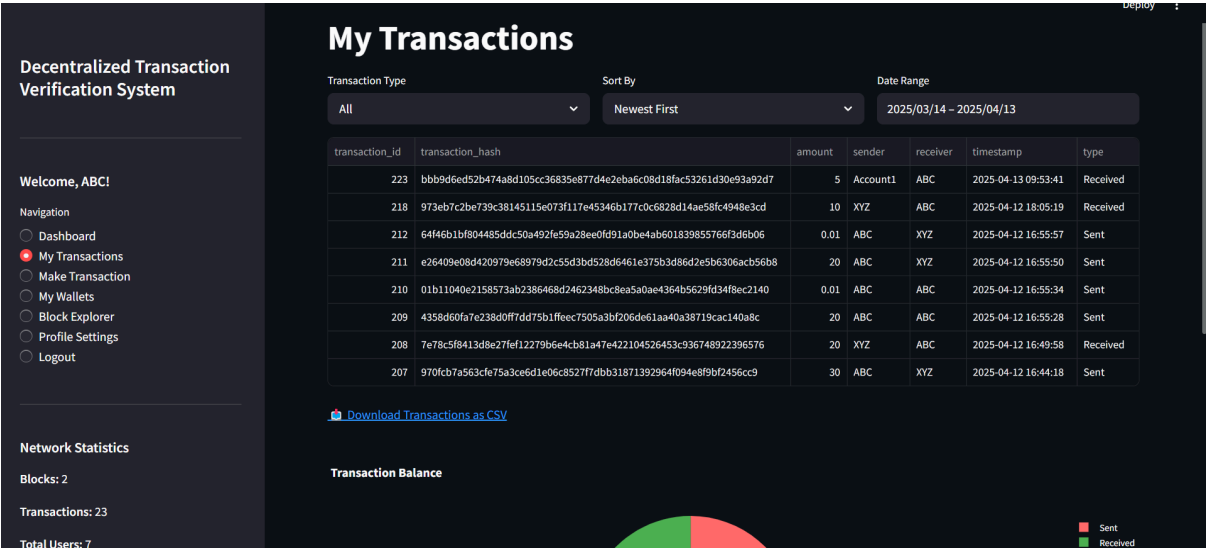 Deploy
Decentralized Transaction
Verification System
Welcome, ABC!
Navigation
Dashboard
My Transactions
Make Transaction
My Wallets
Block Explorer
Profile Settings
Logout
Network Statistics
Blocks: 2
Transactions: 23
Total Users: 7
My Transactions
Transaction Type Sort By Date Range
All Newest First 2025/03/14 – 2025/04/13
transaction_id transaction_hash amount sender receiver timestamp type
223 bbb9d6ed52b474a8d105cc36835e877d4e2eba6c08d18fac53261d30e93a92d7 5 Account1 ABC 2025-04-13 09:53:41 Received
218 973eb7c2be739c38145115e073f117e45346b177c0c6828d14ae58fc4948e3cd 10 XYZ ABC 2025-04-12 18:05:19 Received
212 64f46b1bf804485ddc50a492fe59a28ee0fd91a0be4ab601839855766f3d6b06 0.01 ABC XYZ 2025-04-12 16:55:57 Sent
211 e26409e08d420979e68979d2c55d3bd528d6461e375b3d86d2e5b6306acb56b8 20 ABC XYZ 2025-04-12 16:55:50 Sent
210 01b11040e2158573ab2386468d2462348bc8ea5a0ae4364b5629fd34f8ec2140 0.01 ABC ABC 2025-04-12 16:55:34 Sent
209 4358d60fa7e238d0ff7dd75b1ffeec7505a3bf206de61aa40a38719cac140a8c 20 ABC ABC 2025-04-12 16:55:28 Sent
208 7e78c5f8413d8e27fef12279b6e4cb81a47e422104526453c936748922396576 20 XYZ ABC 2025-04-12 16:49:58 Received
207 970fcb7a563cfe75a3ce6d1e06c8527f7dbb31871392964f094e8f9bf2456cc9 30 ABC XYZ 2025-04-12 16:44:18 Sent
Download Transactions as CSV
Transaction Balance
Sent
Received